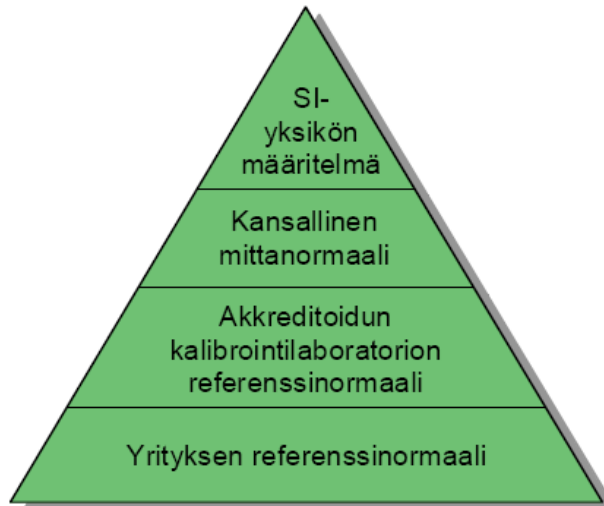 SI-
yksikön
määritelmä
Kansallinen
mittanormaali
Akkreditoidun
kalibrointilaboratorion
referenssinormaali
Yrityksen referenssinormaali